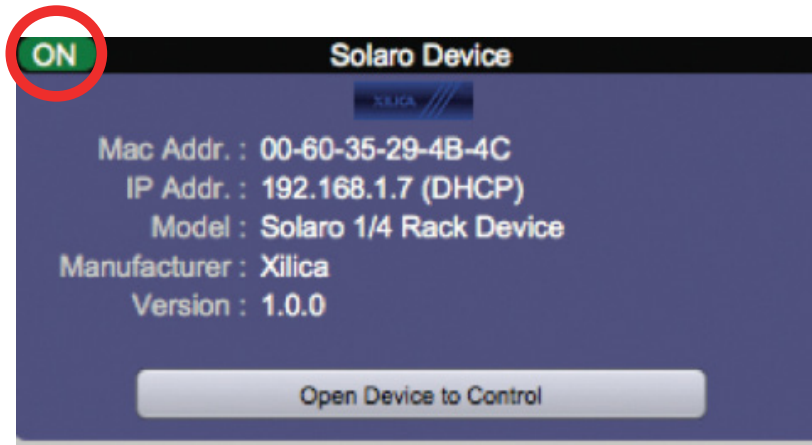 ON
Solaro Device
XILICA
Mac Addr. : 00-60-35-29-4B-4C
IP Addr. : 192.168.1.7 (DHCP)
Model : Solaro 1/4 Rack Device
Manufacturer : Xilica
Version : 1.0.0
Open Device to Control